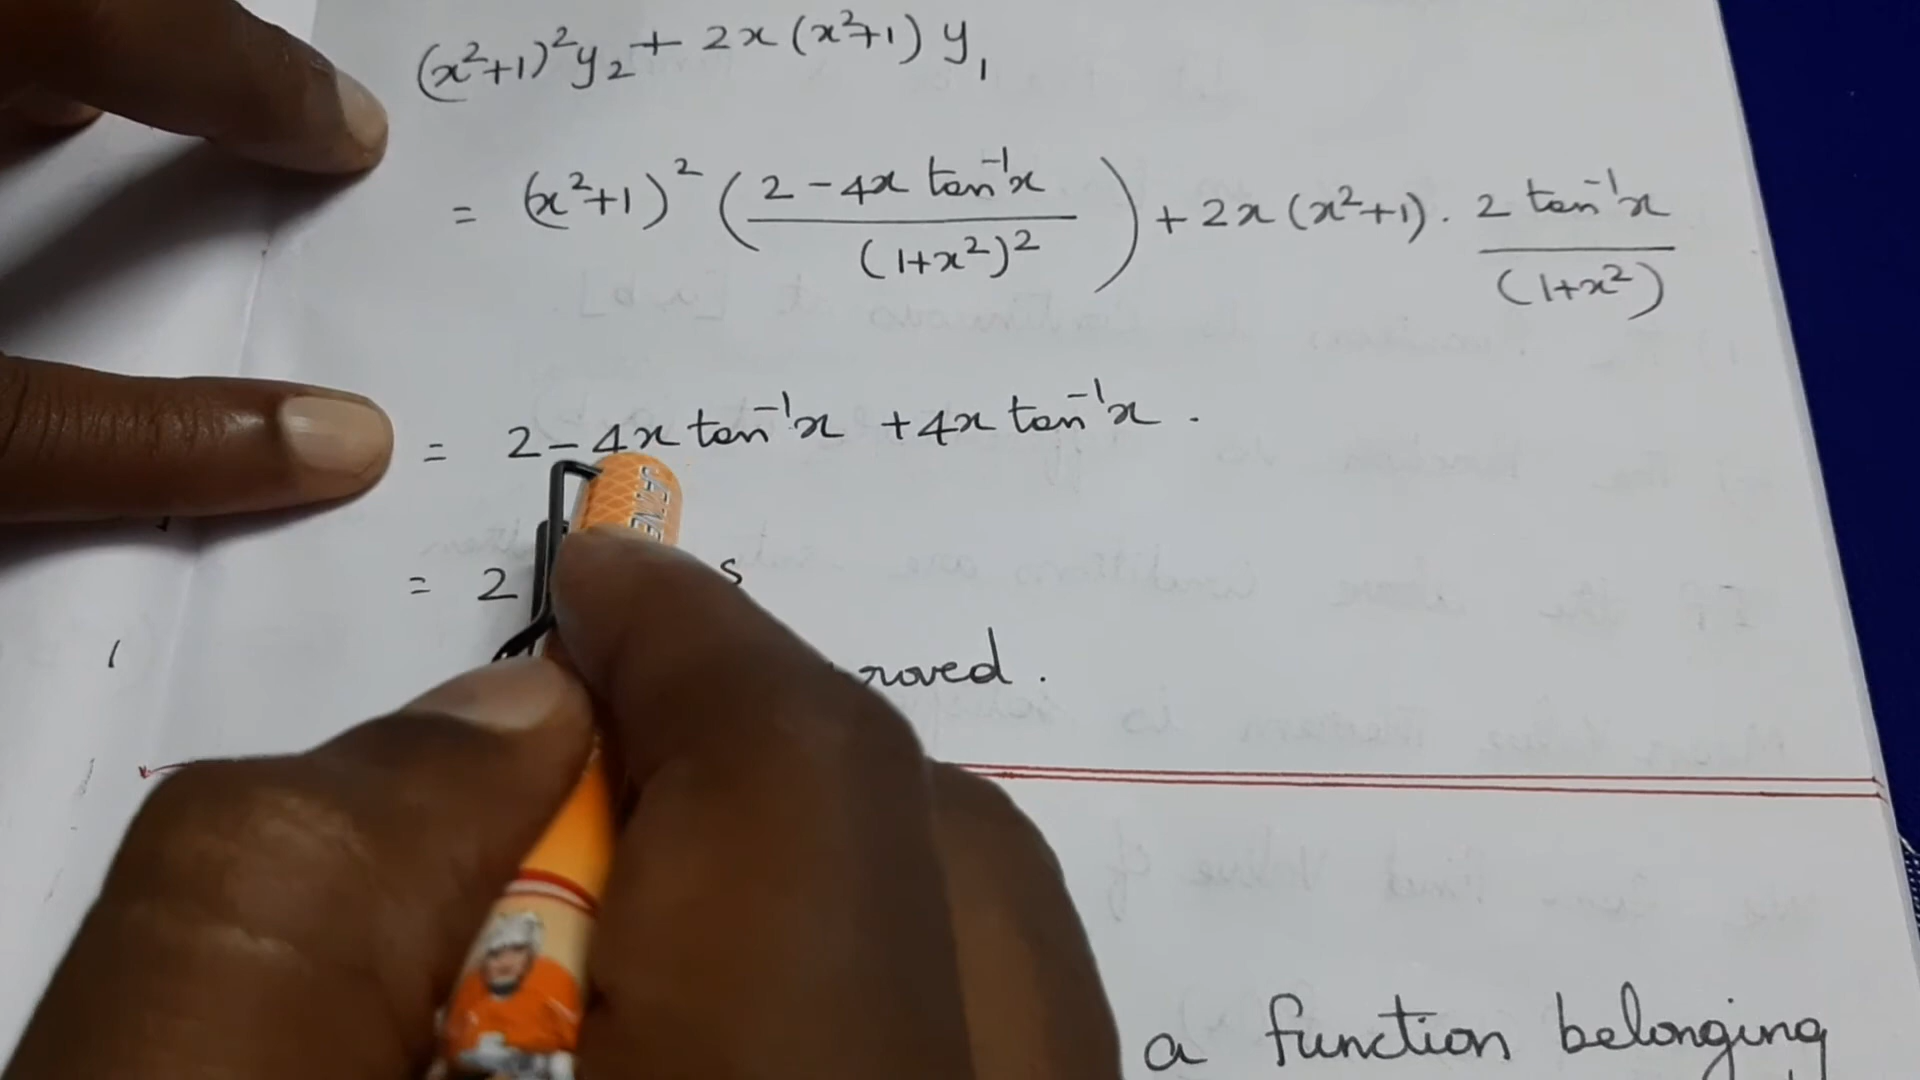 (x²+1)²y₂ + 2x(x²+1) y₁
= (x²+1)² ( (2 - 4x tan⁻¹x) / (1+x²)² ) + 2x(x²+1) . 2 tan⁻¹x / (1+x²)
= 2 - 4x tan⁻¹x + 4x tan⁻¹x .
= 2
a function belonging